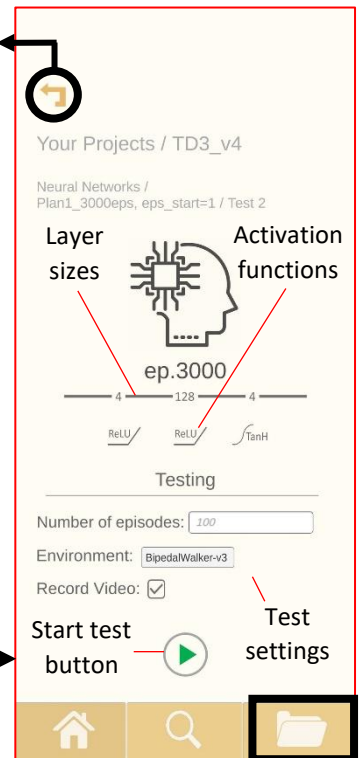 Your Projects / TD3_v4
Neural Networks /
Plan1_3000eps, eps_start=1 / Test 2
Layer
sizes
Activation
functions
ep.3000
4 128 4
ReLU ReLU TanH
Testing
Number of episodes: 100
Environment: BipedalWalker-v3
Record Video:
Start test
button
Test
settings